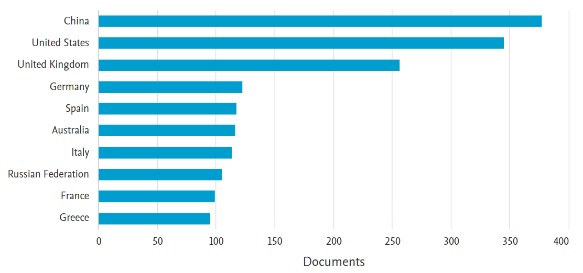 China
United States
United Kingdom
Germany
Spain
Australia
Italy
Russian Federation
France
Greece
0 50 100 150 200 250 300 350 400
Documents